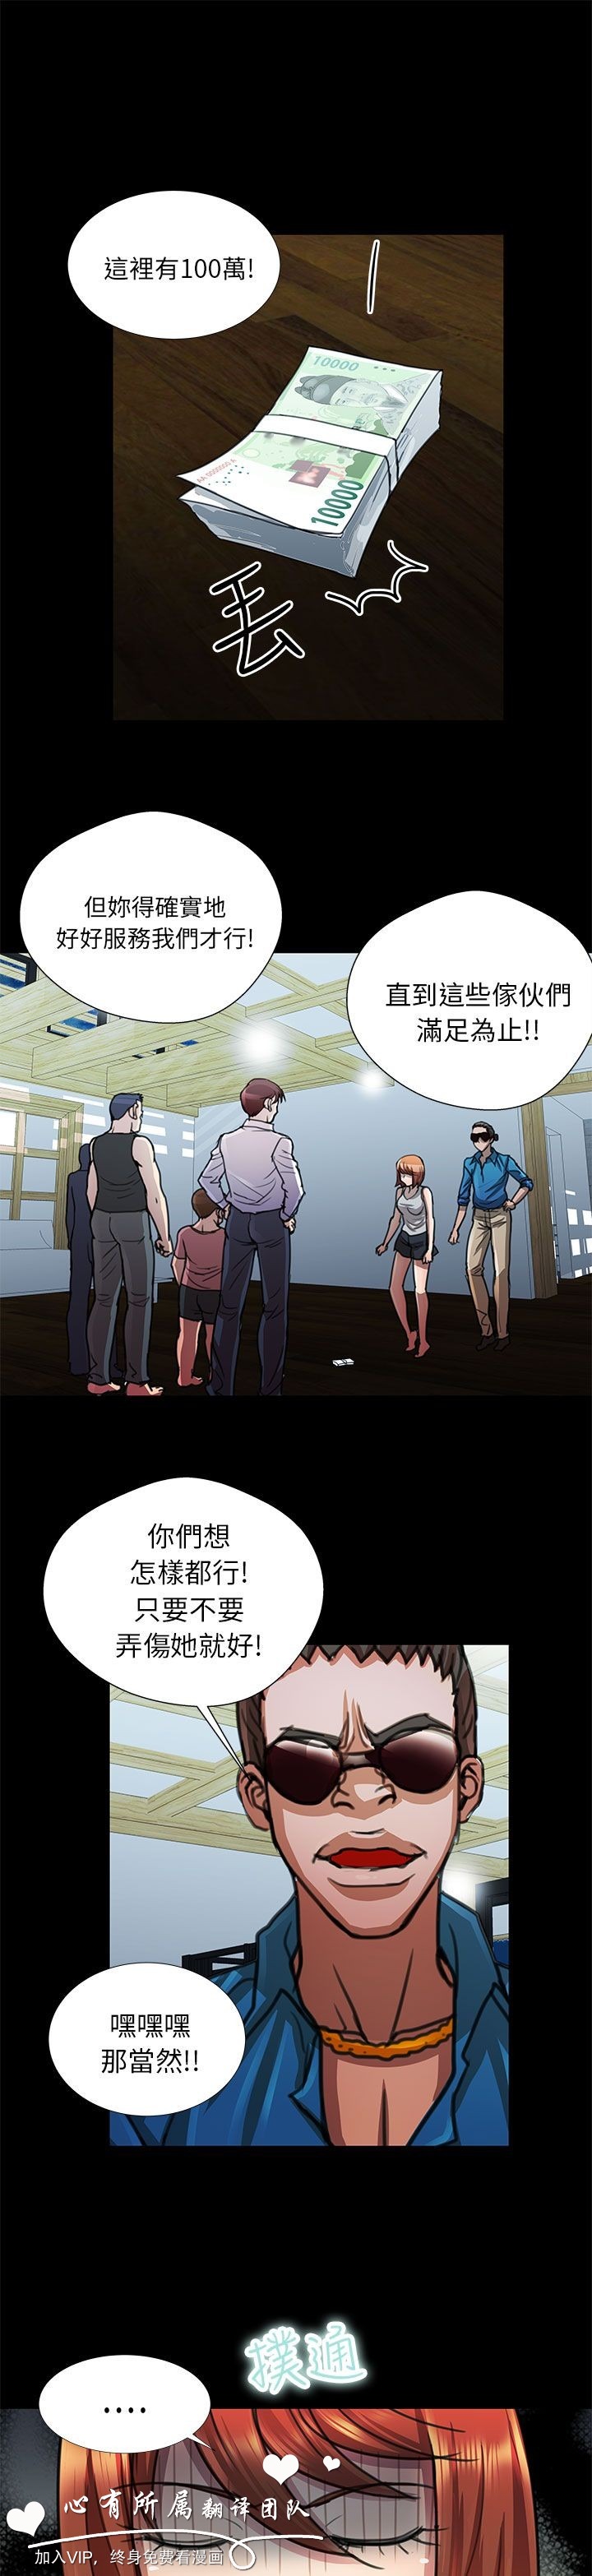 這裡有100萬!
10000
AA 0000000 A
10000
丟
但妳得確實地
好好服務我們才行!
直到這些傢伙們
滿足為止!!
你們想
怎樣都行!
只要不要
弄傷她就好!
嘿嘿嘿
那當然!!
撲通
....
心有所属翻译团队
加入VIP，终身免费看漫画